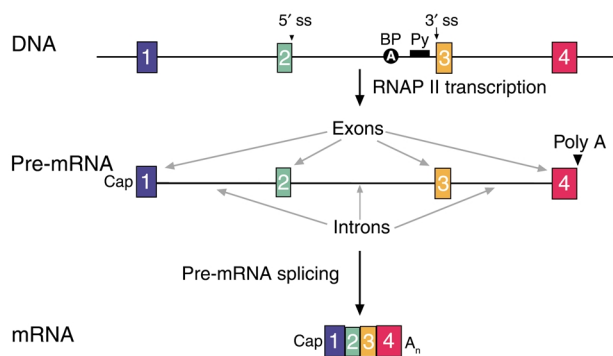 5′ ss
BP
Py
3′ ss
DNA
1
2
A
3
4
RNAP II transcription
Exons
Poly A
Pre-mRNA
Cap
1
2
3
4
Introns
Pre-mRNA splicing
mRNA
Cap
1
2
3
4
An